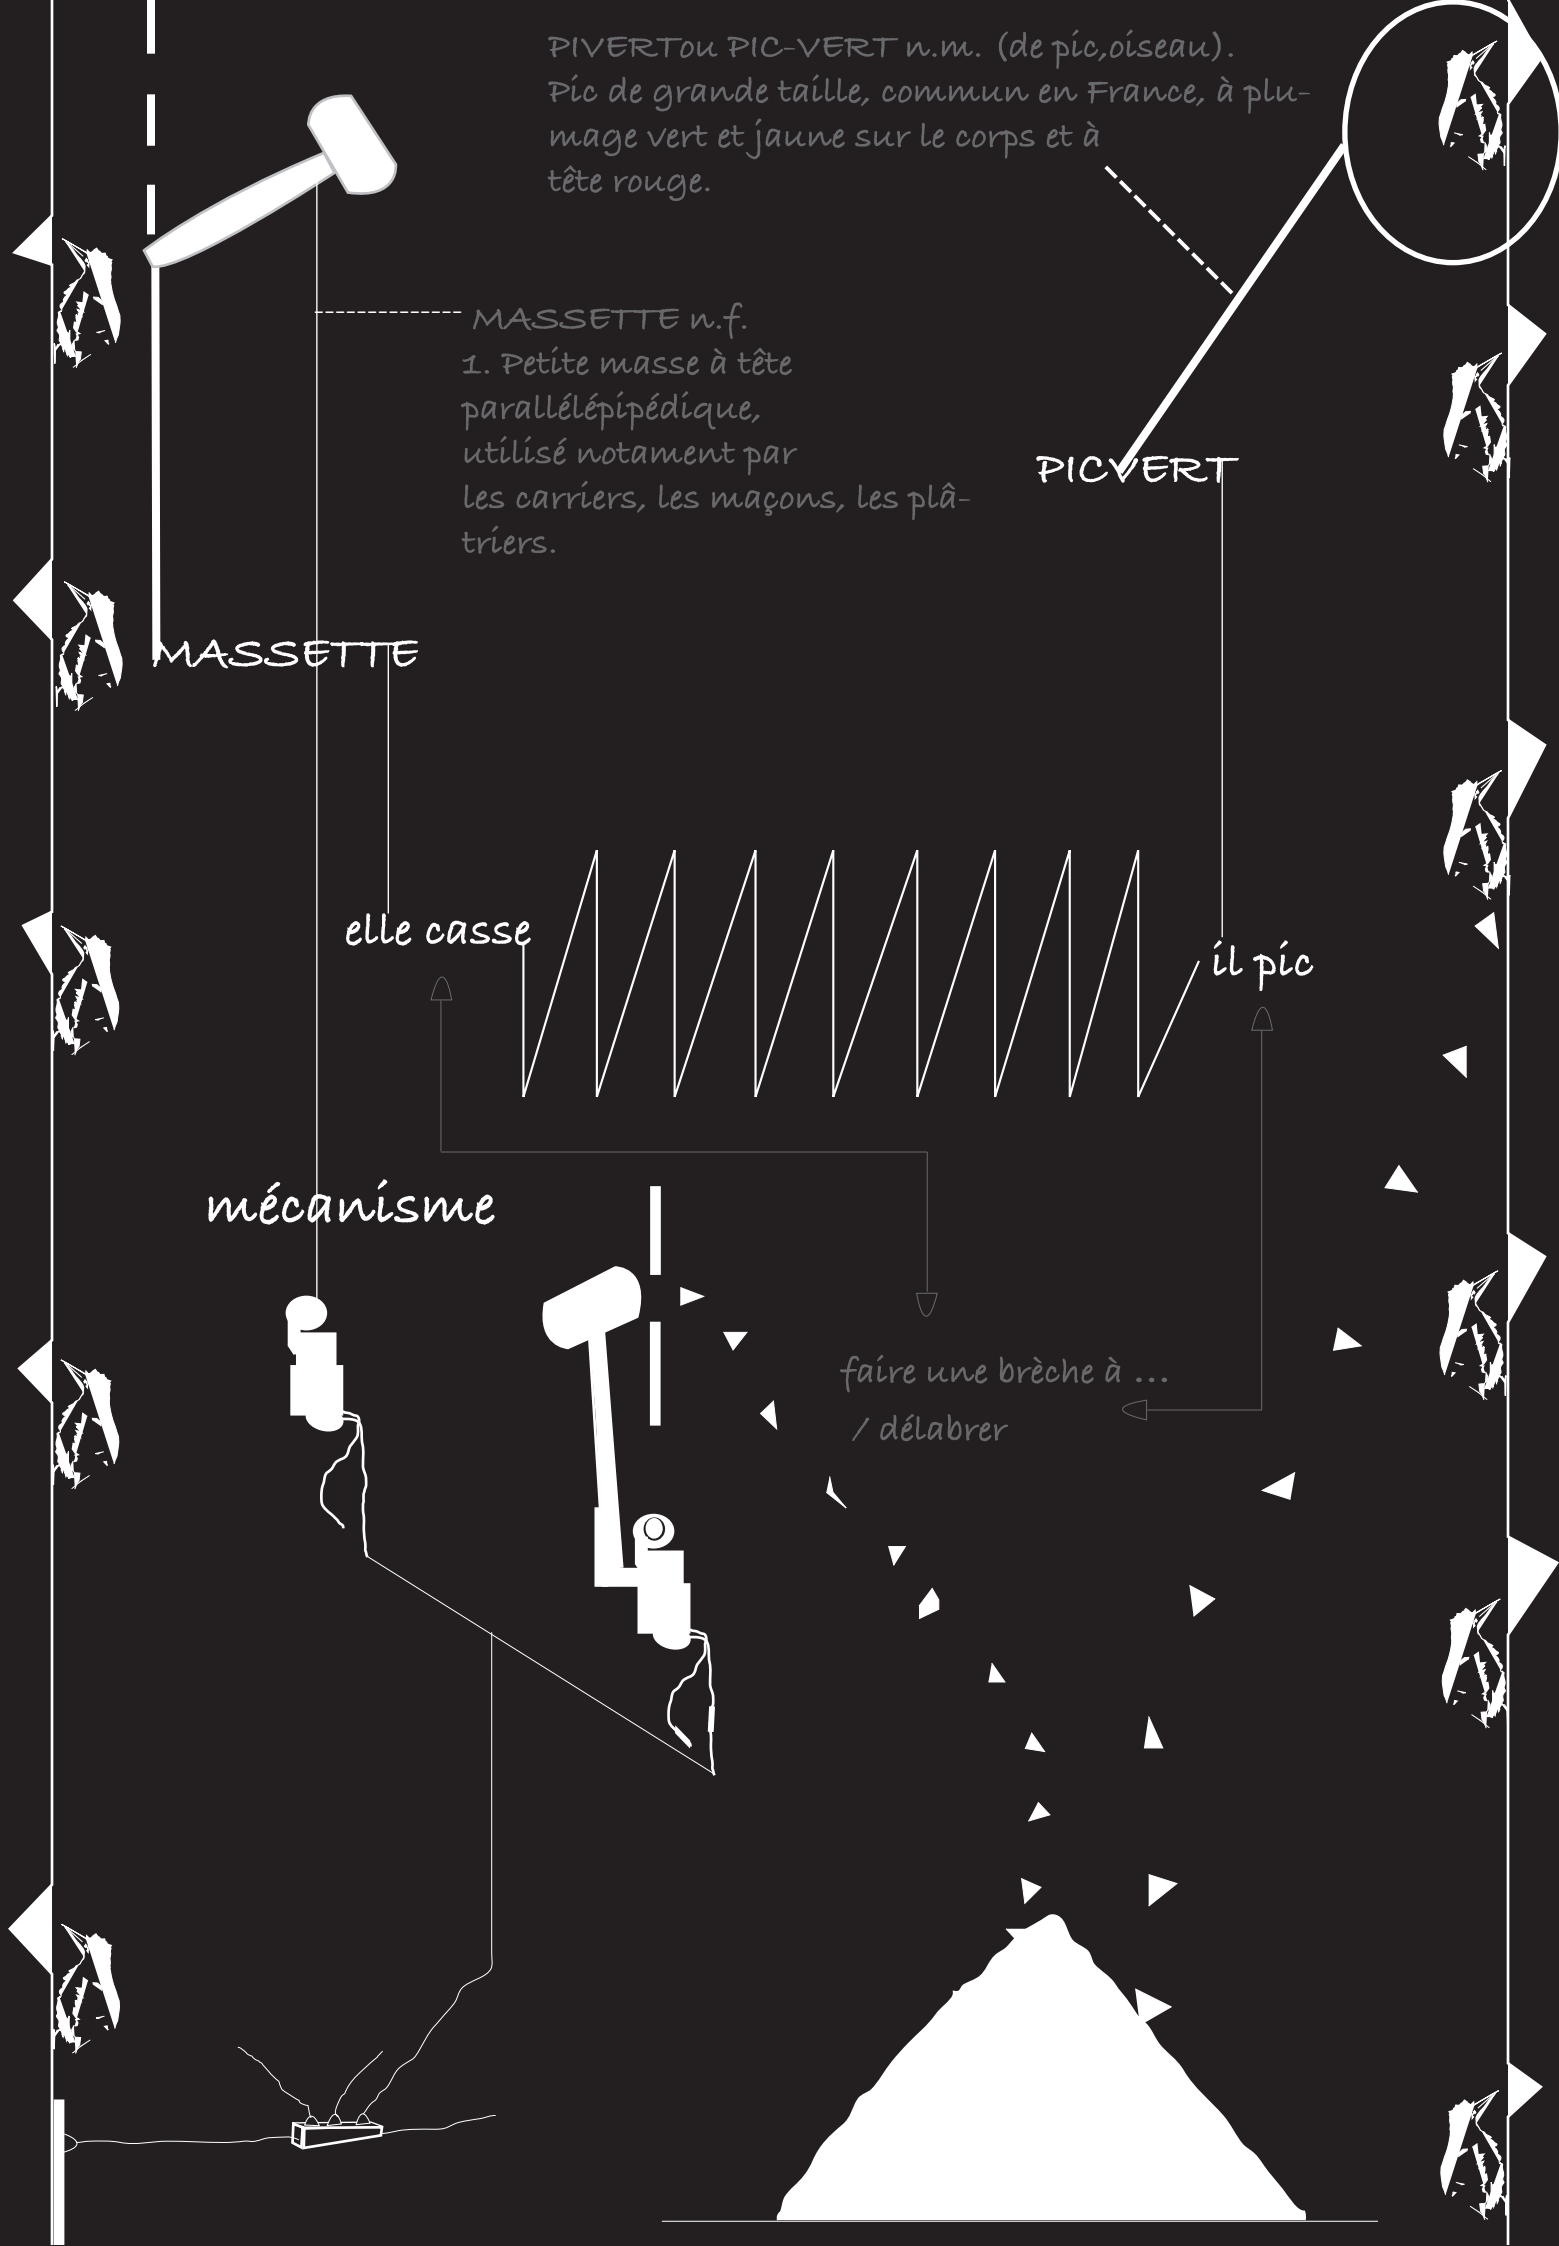 PIVERTou PIC-VERT n.m. (de pic,oiseau).
Pic de grande taille, commun en France, à plu-
mage vert et jaune sur le corps et à
tête rouge.
MASSETTE n.f.
1. Petite masse à tête
parallélépipédique,
utilisé notament par
les carriers, les maçons, les plâ-
triers.
PICVERT
MASSETTE
elle casse
il pic
mécanisme
faire une brèche à ...
/ délabrer